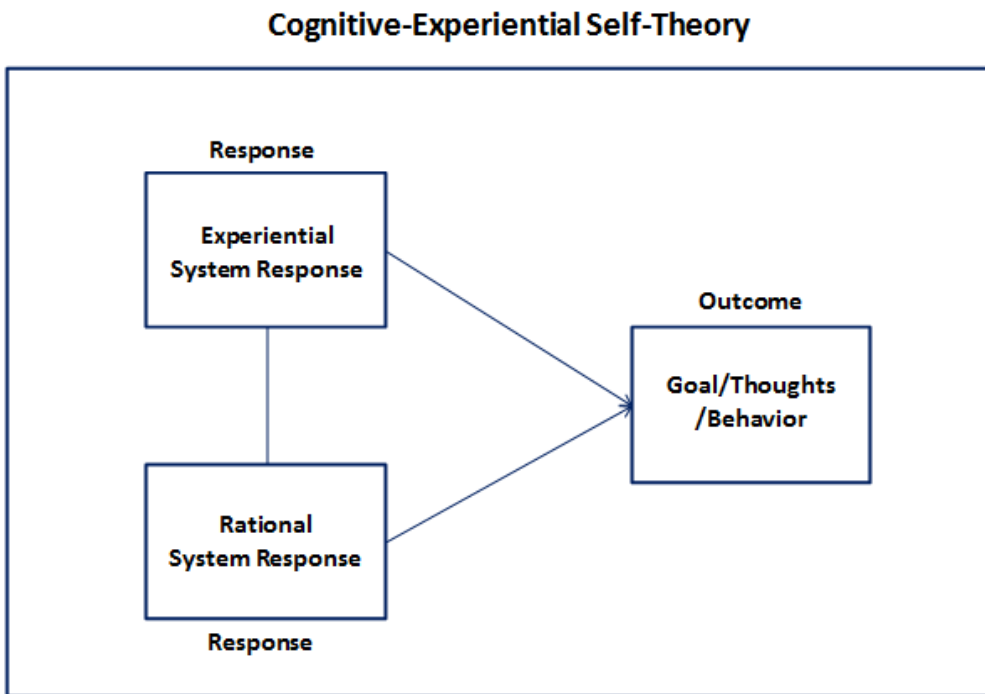 Cognitive-Experiential Self-Theory
Response
Experiential
System Response
Outcome
Goal/Thoughts
/Behavior
Rational
System Response
Response